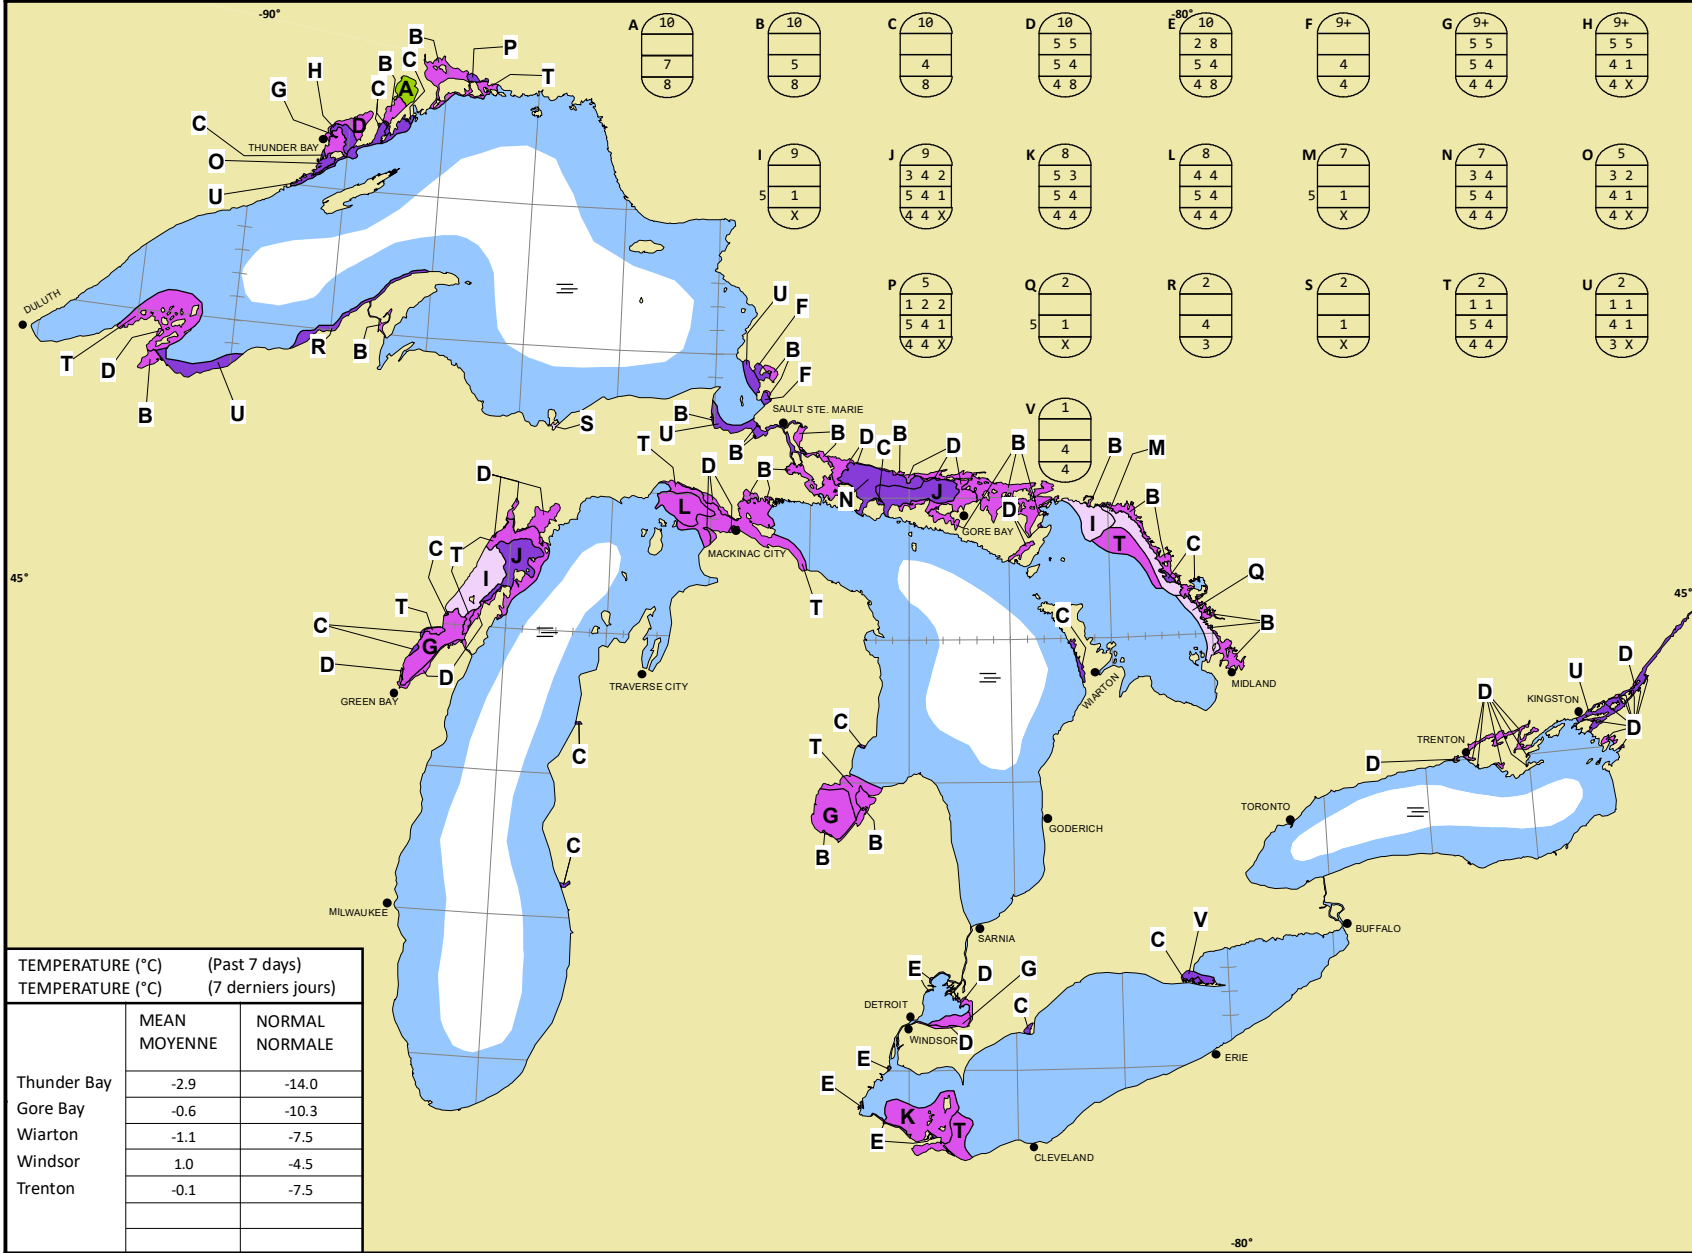 -90°
-80°
A 10 7 8
B 10 5 8
C 10 4 8
D 10 5 5 5 4 4 8
E 10 2 8 5 4 4 8
F 9+ 4 4
G 9+ 5 5 5 4 4 4
H 9+ 5 5 4 1 4 X
I 9 5 1 X
J 9 3 4 2 5 4 1 4 4 X
K 8 5 3 5 4 4 4
L 8 4 4 5 4 4 4
M 7 5 1 X
N 7 3 4 5 4 4 4
O 5 3 2 4 1 4 X
P 5 1 2 2 5 4 1 4 4 X
Q 2 5 1 X
R 2 4 3
S 2 1 X
T 2 1 1 5 4 4 4
U 2 1 1 4 1 3 X
V 1 4 4
B
P
B C
H
T
G
C A
C
D
THUNDER BAY
O
U
DULUTH
U F
T
D
R
B
B
F
B
U
S
SAULT STE. MARIE
B
U
T
B
B
D
C
B
D
B
B
M
D
D
B
L
N
J
D
B
I
GORE BAY
MACKINAC CITY
T
C
T
J
I
C
Q
45°
45°
T
T
C
C
B
G
D
D
GREEN BAY
TRAVERSE CITY
WIARTON
MIDLAND
D
U
D
KINGSTON
D
TRENTON
D
C
C
T
TORONTO
G
GODERICH
B
B
C
MILWAUKEE
SARNIA
BUFFALO
V
C
E
D
G
DETROIT
C
WINDSOR
D
E
ERIE
E
K
T
E
CLEVELAND
TEMPERATURE (°C) (Past 7 days)
TEMPERATURE (°C) (7 derniers jours)
MEAN NORMAL
MOYENNE NORMALE
Thunder Bay -2.9 -14.0
Gore Bay -0.6 -10.3
Wiarton -1.1 -7.5
Windsor 1.0 -4.5
Trenton -0.1 -7.5
-80°